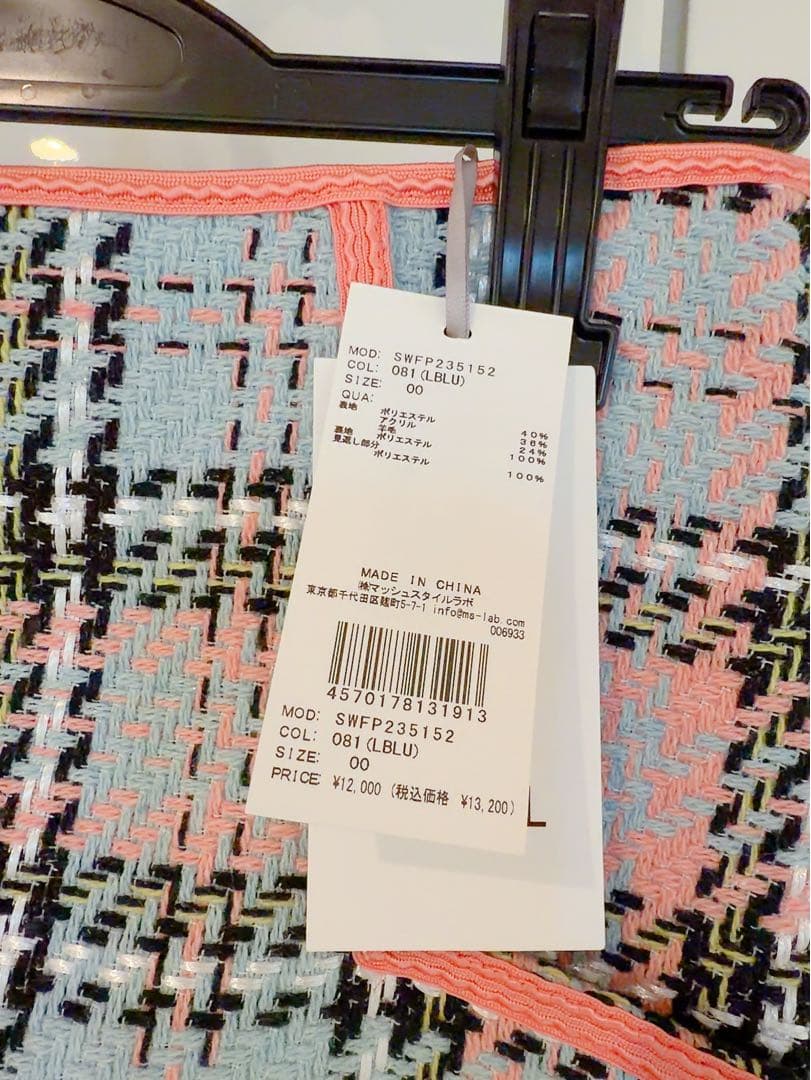 MOD: SWFP235152
COL: 081(LBLU)
SIZE: 00
QUA:
表地 ポリエステル 40%
アクリル 36%
羊毛 24%
裏地 ポリエステル 100%
見返し部分
ポリエステル 100%
MADE IN CHINA
㈱マッシュスタイルラボ
東京都千代田区麹町5-7-1 info@ms-lab.com
006933
4570178131913
MOD: SWFP235152
COL: 081(LBLU)
SIZE: 00
PRICE: ¥12,000 (税込価格 ¥13,200)
L